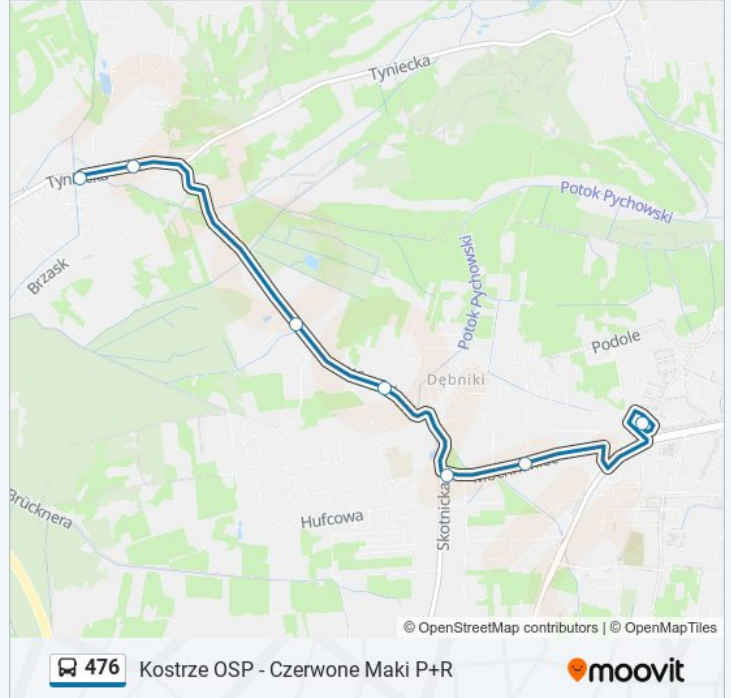 Tyniecka
Potok Pychowski
Brzask
Potok Pychowski
Podole
Dębniki
Brücknera
Hufcowa
Skotnicka
© OpenStreetMap contributors | © OpenMapTiles
476 Kostrze OSP - Czerwone Maki P+R
moovit